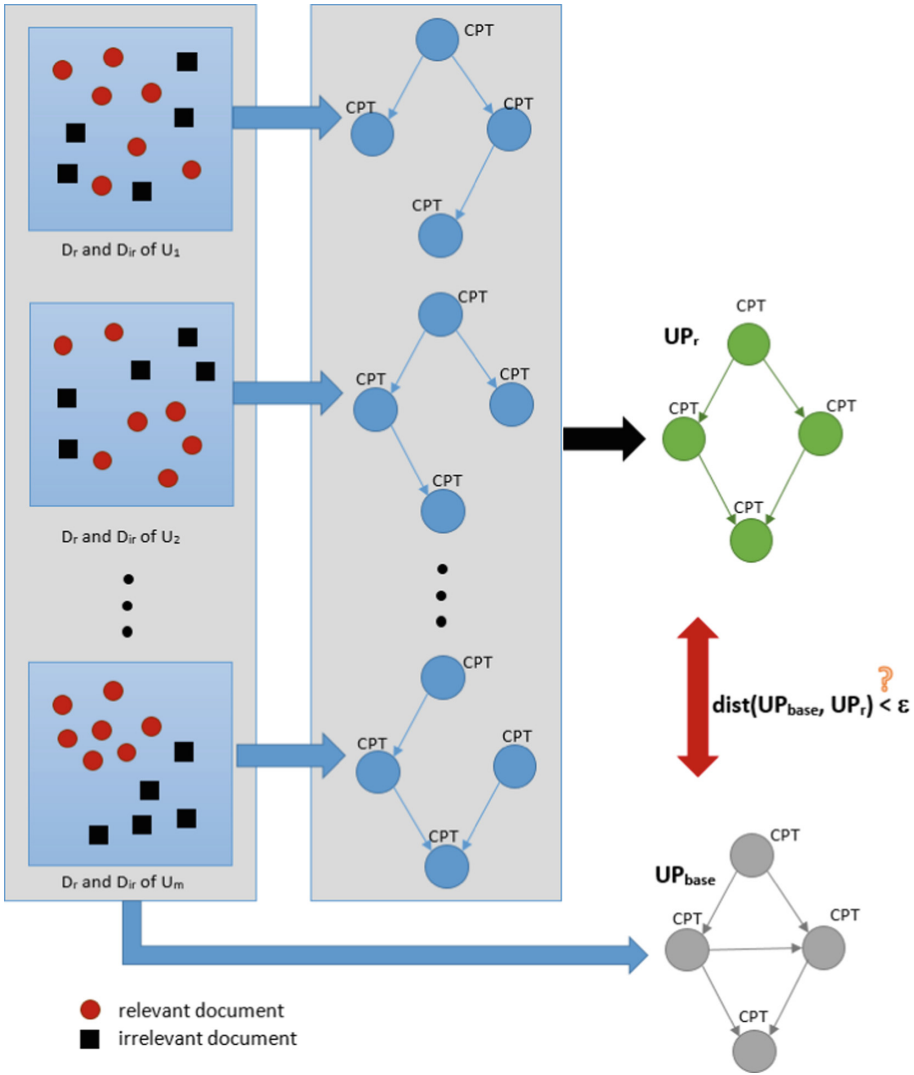 CPT
CPT
CPT
CPT
Dr and Dir of U1
CPT
CPT
CPT
CPT
Dr and Dir of U2
CPT
CPT
CPT
CPT
Dr and Dir of Um
CPT
UPr
CPT
CPT
CPT
?
dist(UPbase, UPr) < ε
CPT
UPbase
CPT
CPT
CPT
relevant document
irrelevant document